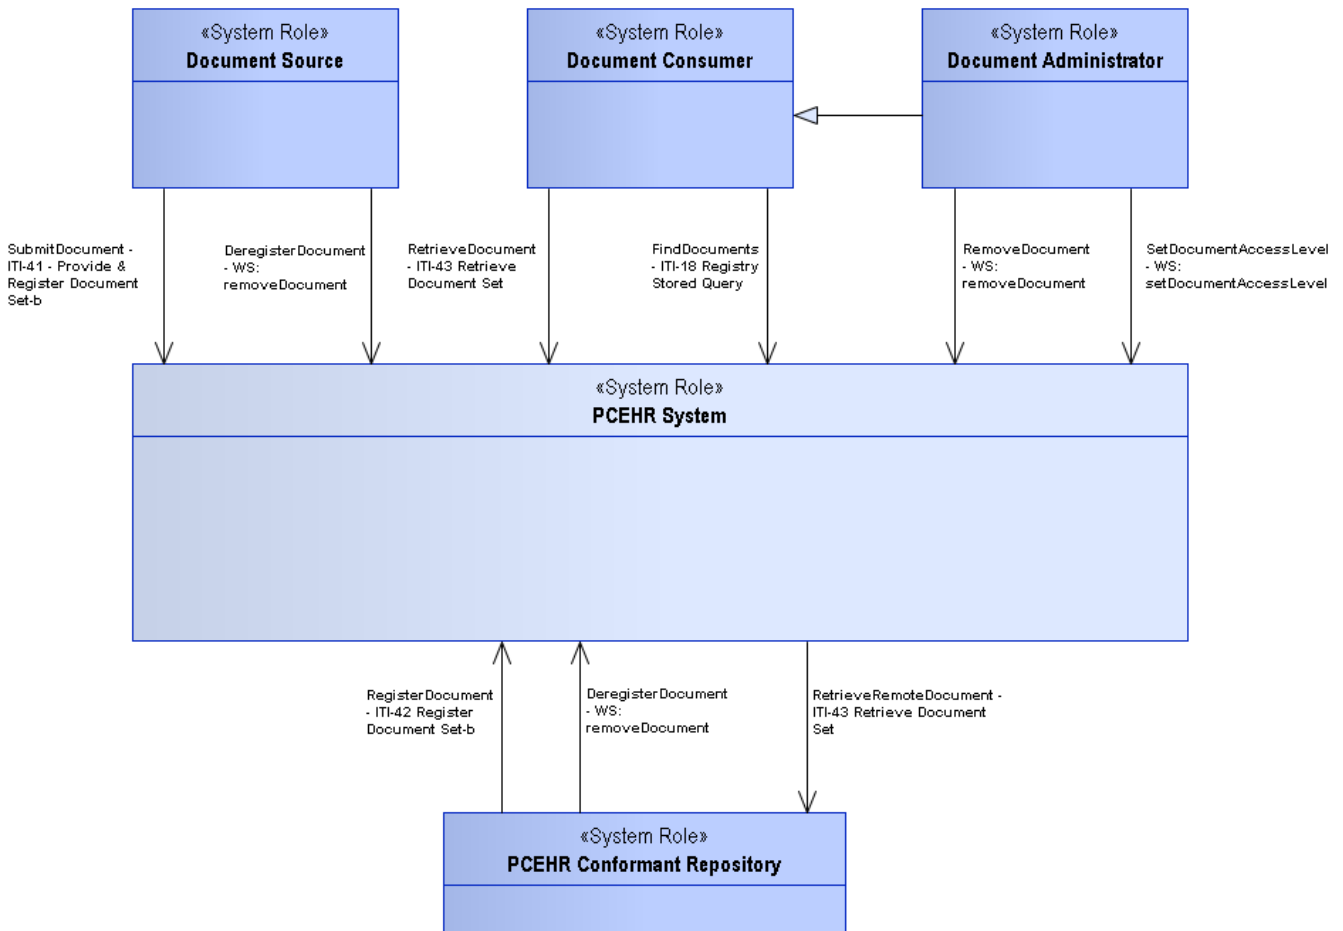 «System Role»
Document Source
«System Role»
Document Consumer
«System Role»
Document Administrator
SubmitDocument -
ITI-41 - Provide &
Register Document
Set-b
DeregisterDocument
- WS:
removeDocument
RetrieveDocument
- ITI-43 Retrieve
Document Set
FindDocuments
- ITI-18 Registry
Stored Query
RemoveDocument
- WS:
removeDocument
SetDocumentAccessLevel
- WS:
setDocumentAccessLevel
«System Role»
PCEHR System
RegisterDocument
- ITI-42 Register
Document Set-b
DeregisterDocument
- WS:
removeDocument
RetrieveRemoteDocument -
ITI-43 Retrieve Document
Set
«System Role»
PCEHR Conformant Repository